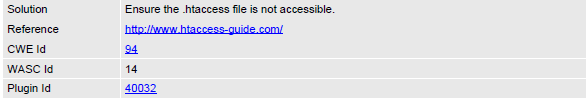 Solution Ensure the .htaccess file is not accessible.
Reference http://www.htaccess-guide.com/
CWE Id 94
WASC Id 14
Plugin Id 40032